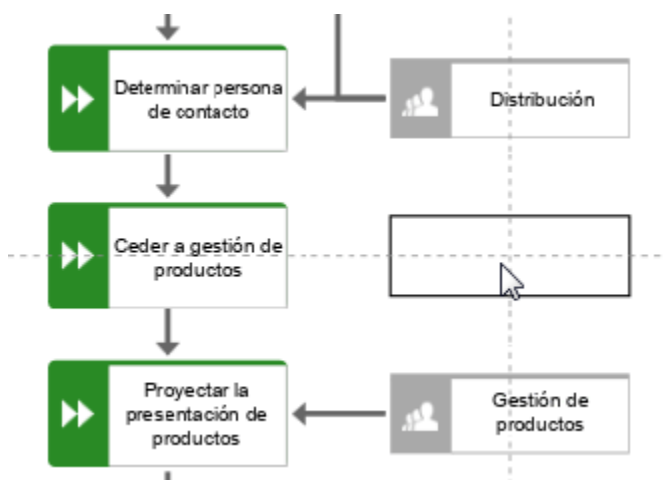 Determinar persona
de contacto
Distribución
Ceder a gestión de
productos
Proyectar la
presentación de
productos
Gestión de
productos